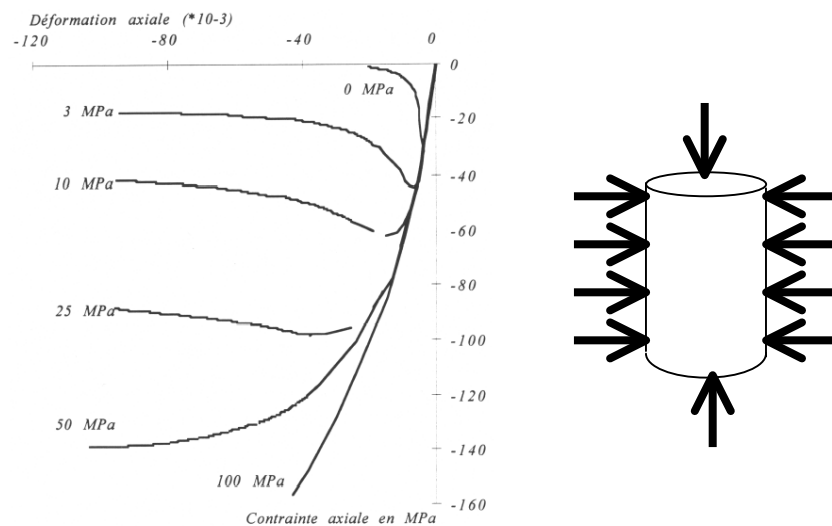 Déformation axiale (*10-3)
-120 -80 -40 0
0
0 MPa
3 MPa
-20
-40
10 MPa
-60
-80
25 MPa
-100
-120
50 MPa
-140
100 MPa
-160
Contrainte axiale en MPa